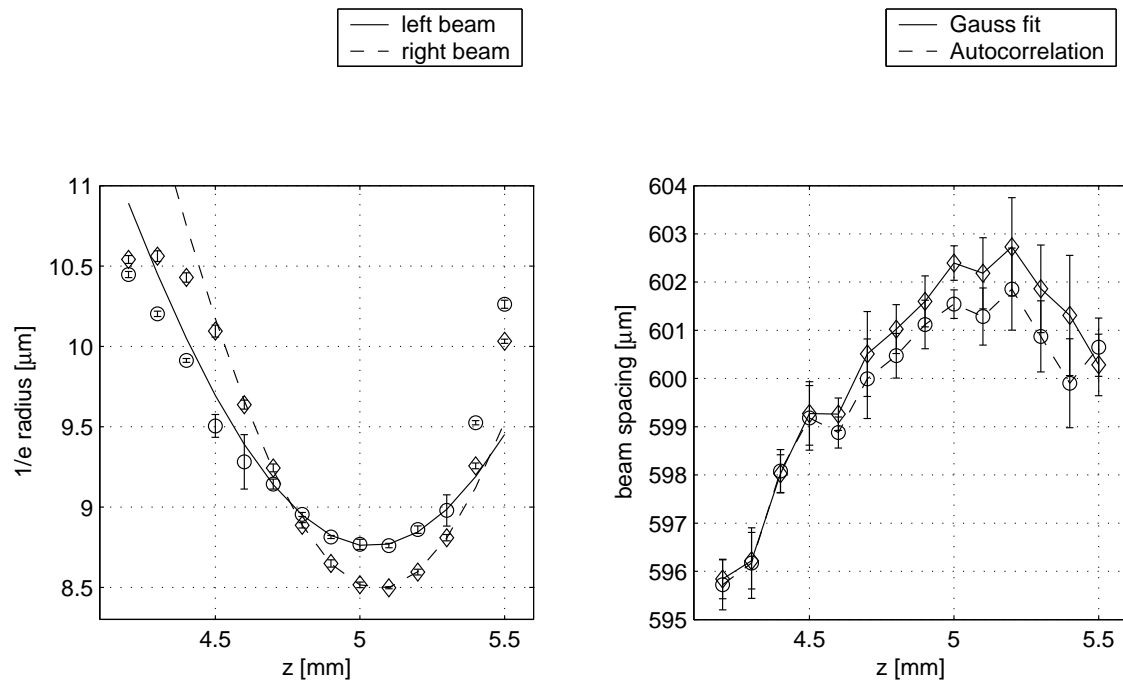 left beam
right beam
11
10.5
10
9.5
9
8.5
1/e radius [μm]
4.5 5 5.5
z [mm]
Gauss fit
Autocorrelation
604
603
602
601
600
599
598
597
596
595
beam spacing [μm]
4.5 5 5.5
z [mm]